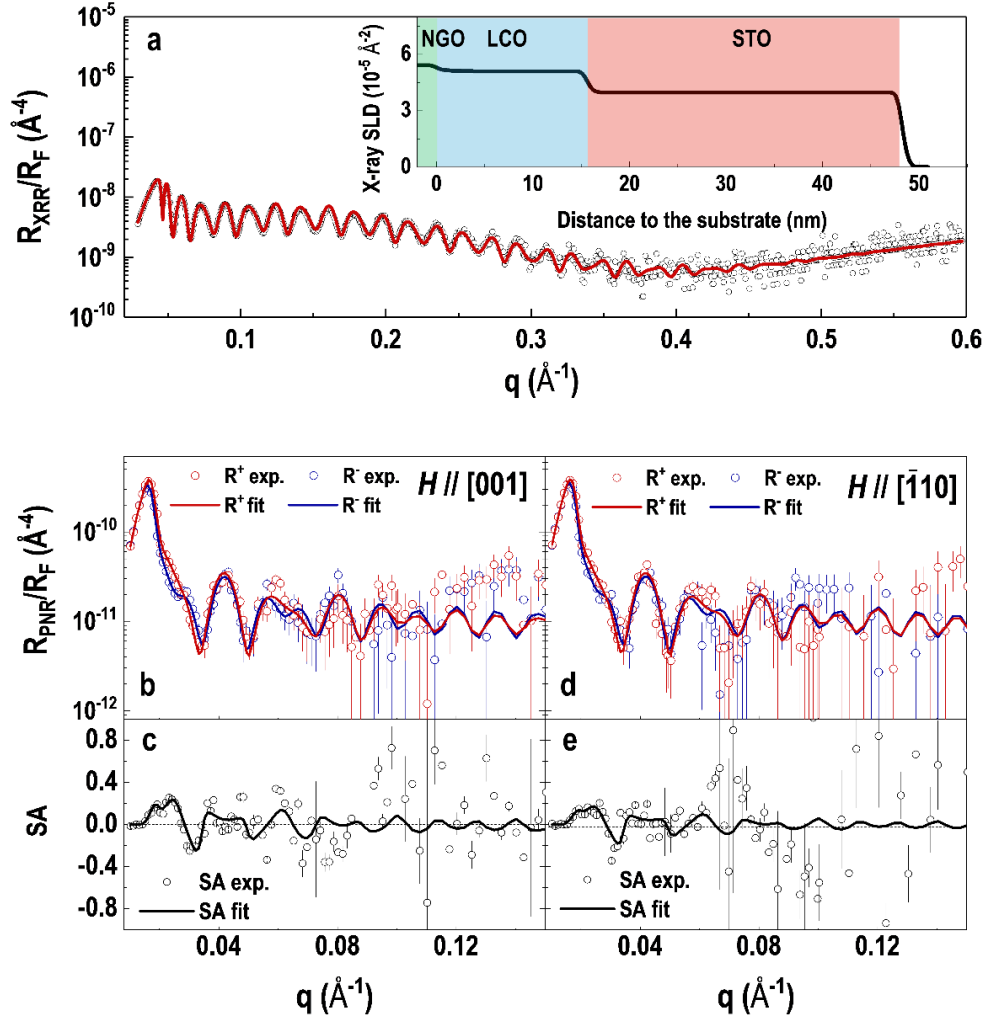 a
10⁻⁵
10⁻⁶
10⁻⁷
10⁻⁸
10⁻⁹
10⁻¹⁰
R_XRR/R_F (Å⁻⁴)
0.1 0.2 0.3 0.4 0.5 0.6
q (Å⁻¹)
NGO LCO STO
X-ray SLD (10⁻⁵ Å⁻²)
6
3
0
0 10 20 30 40 50
Distance to the substrate (nm)
R⁺ exp. R⁻ exp.
R⁺ fit R⁻ fit
H // [001]
b
R_PNR/R_F (Å⁻⁴)
10⁻¹⁰
10⁻¹¹
10⁻¹²
R⁺ exp. R⁻ exp.
R⁺ fit R⁻ fit
H // [1̄10]
d
c
SA
0.8
0.4
0.0
-0.4
-0.8
SA exp.
SA fit
0.04 0.08 0.12
q (Å⁻¹)
e
SA exp.
SA fit
0.04 0.08 0.12
q (Å⁻¹)